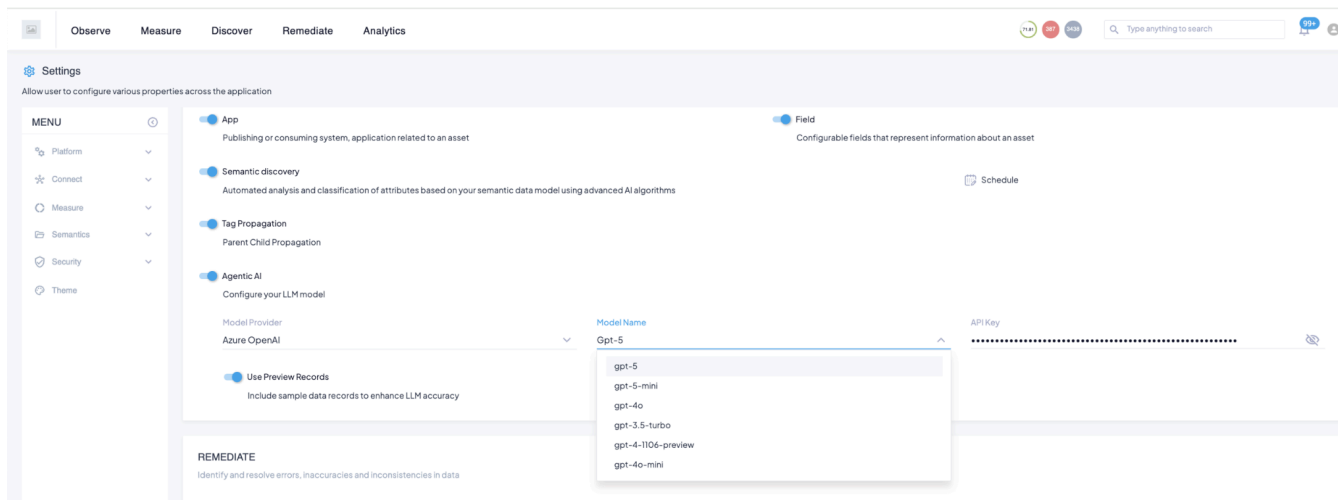 Observe Measure Discover Remediate Analytics 71.81 387 3438 Type anything to search 99+
Settings
Allow user to configure various properties across the application
MENU
Platform
Connect
Measure
Semantics
Security
Theme
App Field
Publishing or consuming system, application related to an asset Configurable fields that represent information about an asset
Semantic discovery
Automated analysis and classification of attributes based on your semantic data model using advanced AI algorithms Schedule
Tag Propagation
Parent Child Propagation
Agentic AI
Configure your LLM model
Model Provider Model Name API Key
Azure OpenAI Gpt-5
gpt-5
gpt-5-mini
gpt-4o
gpt-3.5-turbo
gpt-4-1106-preview
gpt-4o-mini
Use Preview Records
Include sample data records to enhance LLM accuracy
REMEDIATE
Identify and resolve errors, inaccuracies and inconsistencies in data